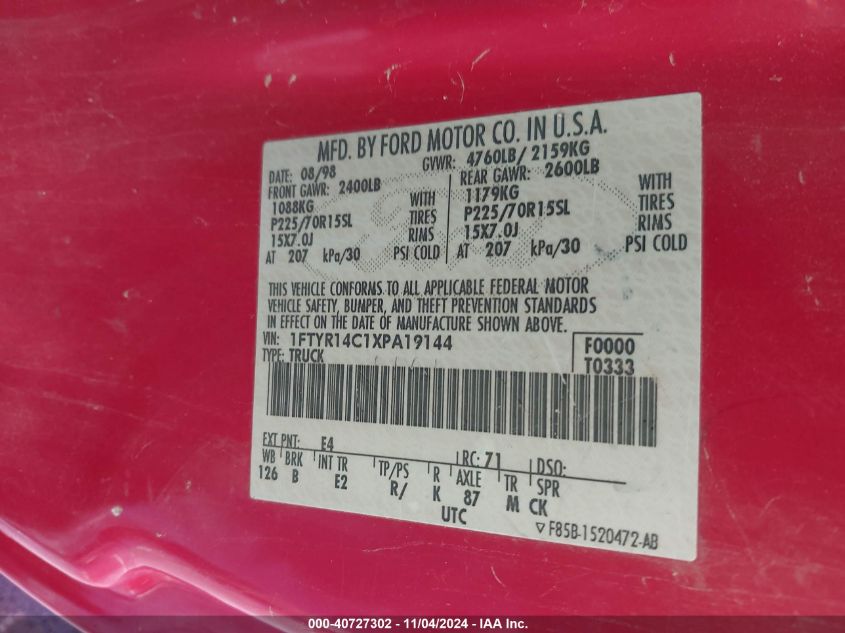 MFD. BY FORD MOTOR CO. IN U.S.A.
DATE: 08/98 GVWR: 4760LB/ 2159KG
FRONT GAWR: 2400LB REAR GAWR: 2600LB
1088KG WITH 1179KG WITH
P225/70R15SL TIRES P225/70R15SL TIRES
15X7.0J RIMS 15X7.0J RIMS
AT 207 kPa/30 PSI COLD AT 207 kPa/30 PSI COLD
THIS VEHICLE CONFORMS TO ALL APPLICABLE FEDERAL MOTOR
VEHICLE SAFETY, BUMPER, AND THEFT PREVENTION STANDARDS
IN EFFECT ON THE DATE OF MANUFACTURE SHOWN ABOVE.
VIN: 1FTYR14C1XPA19144 F0000
TYPE: TRUCK T0333
EXT PNT: E4 RC: 71 DSO:
WB BRK INT TR TP/PS R AXLE TR SPR
126 B E2 R/ K 87 M CK
UTC
F85B-1520472-AB
000-40727302 - 11/04/2024 - IAA Inc.